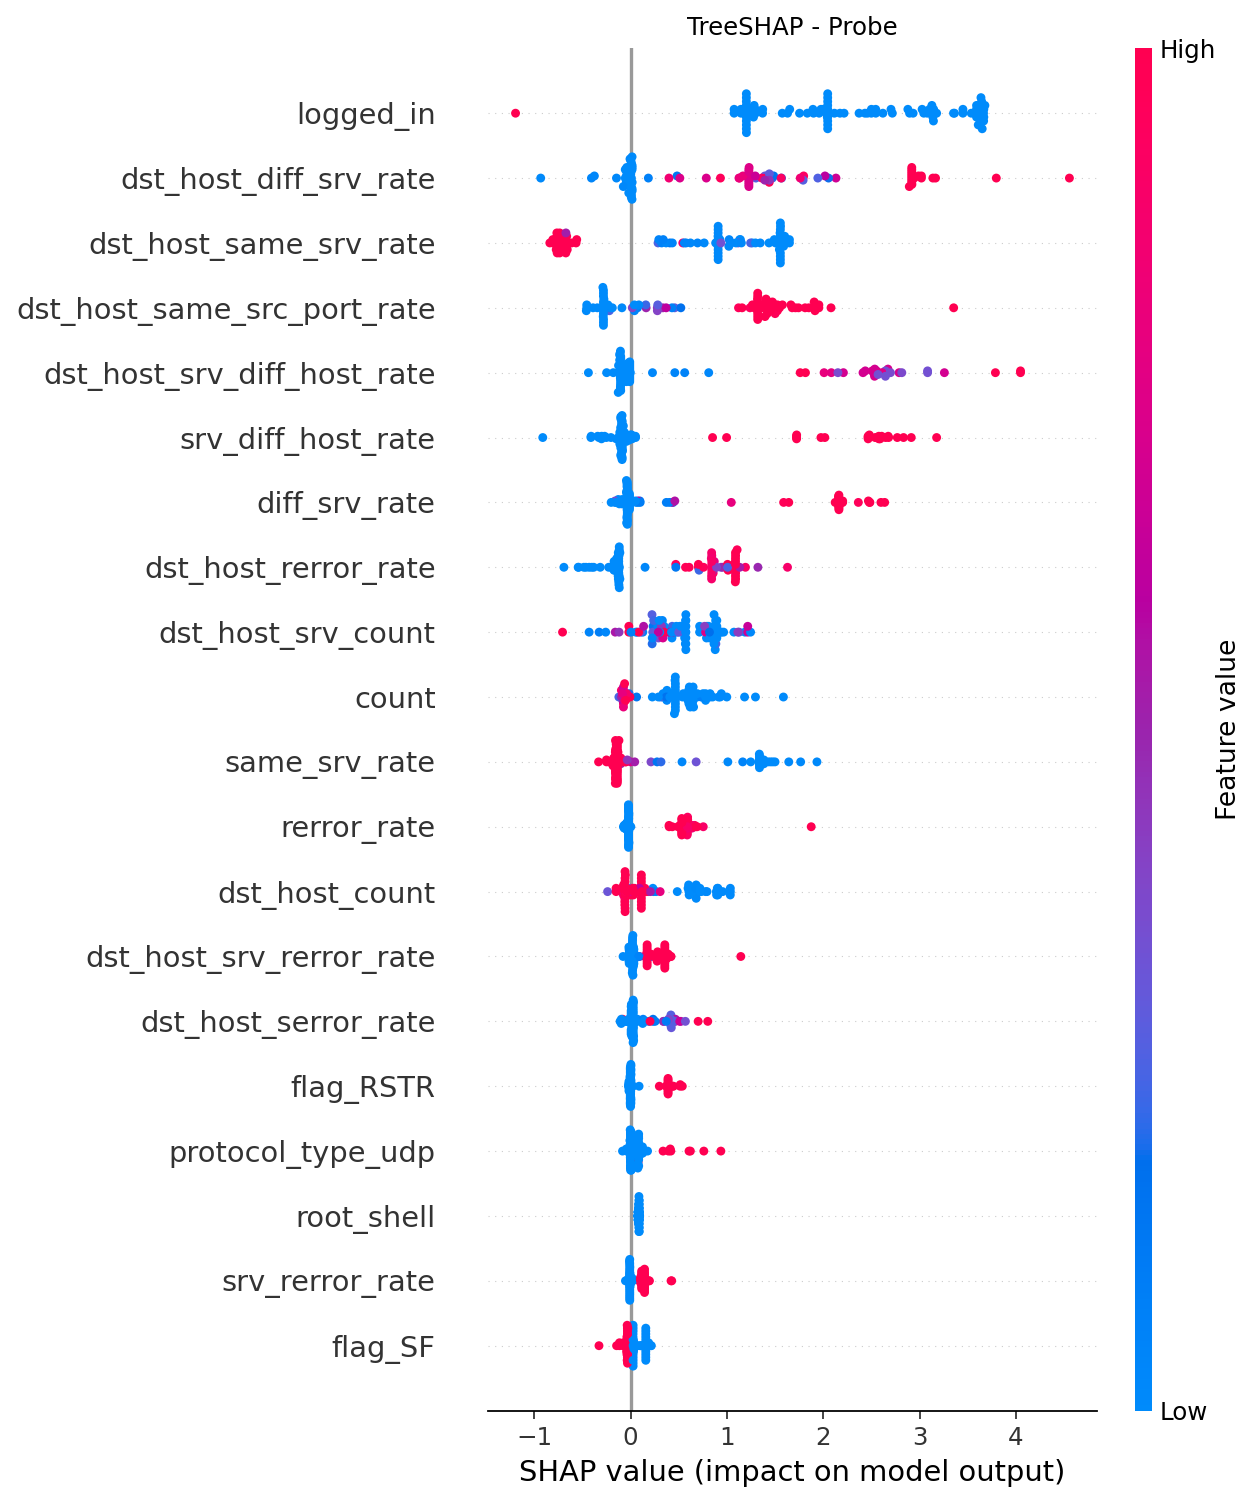 TreeSHAP - Probe
High
logged_in
dst_host_diff_srv_rate
dst_host_same_srv_rate
dst_host_same_src_port_rate
dst_host_srv_diff_host_rate
srv_diff_host_rate
diff_srv_rate
dst_host_rerror_rate
dst_host_srv_count
count
same_srv_rate
rerror_rate
dst_host_count
dst_host_srv_rerror_rate
dst_host_serror_rate
flag_RSTR
protocol_type_udp
root_shell
srv_rerror_rate
flag_SF
Feature value
Low
−1 0 1 2 3 4
SHAP value (impact on model output)